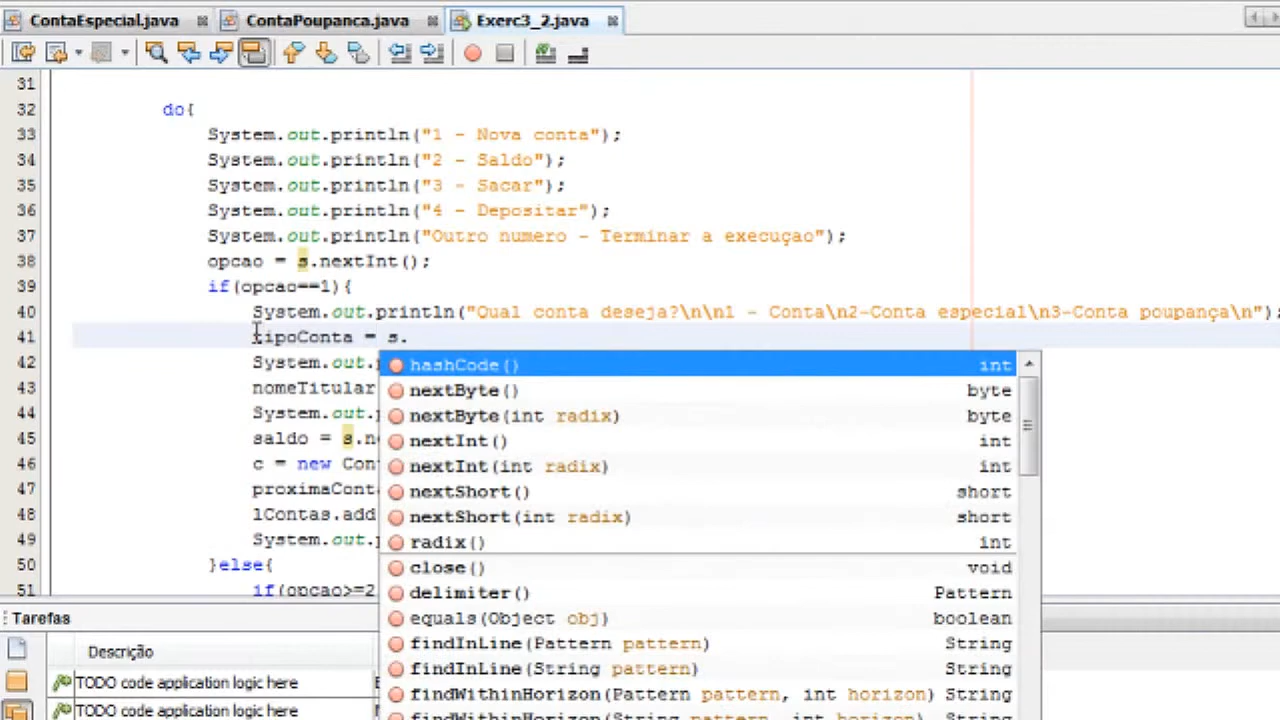 ContaEspecial.java ContaPoupanca.java Exerc3_2.java
31
32 do{
33 System.out.println("1 - Nova conta");
34 System.out.println("2 - Saldo");
35 System.out.println("3 - Sacar");
36 System.out.println("4 - Depositar");
37 System.out.println("Outro numero - Terminar a execuçao");
38 opcao = s.nextInt();
39 if(opcao==1){
40 System.out.println("Qual conta deseja?\n\n1 - Conta\n2-Conta especial\n3-Conta poupança\n");
41 tipoConta = s.
42 System.out.
43 nomeTitular
44 System.out.
45 saldo = s.n
46 c = new Con
47 proximaCont
48 lContas.add
49 System.out.
50 }else{
51 if(opcao>=2
hashCode() int
nextByte() byte
nextByte(int radix) byte
nextInt() int
nextInt(int radix) int
nextShort() short
nextShort(int radix) short
radix() int
close() void
delimiter() Pattern
equals(Object obj) boolean
findInLine(Pattern pattern) String
findInLine(String pattern) String
findWithinHorizon(Pattern pattern, int horizon) String
findWithinHorizon(String pattern, int horizon) String
Tarefas
Descrição
TODO code application logic here
TODO code application logic here